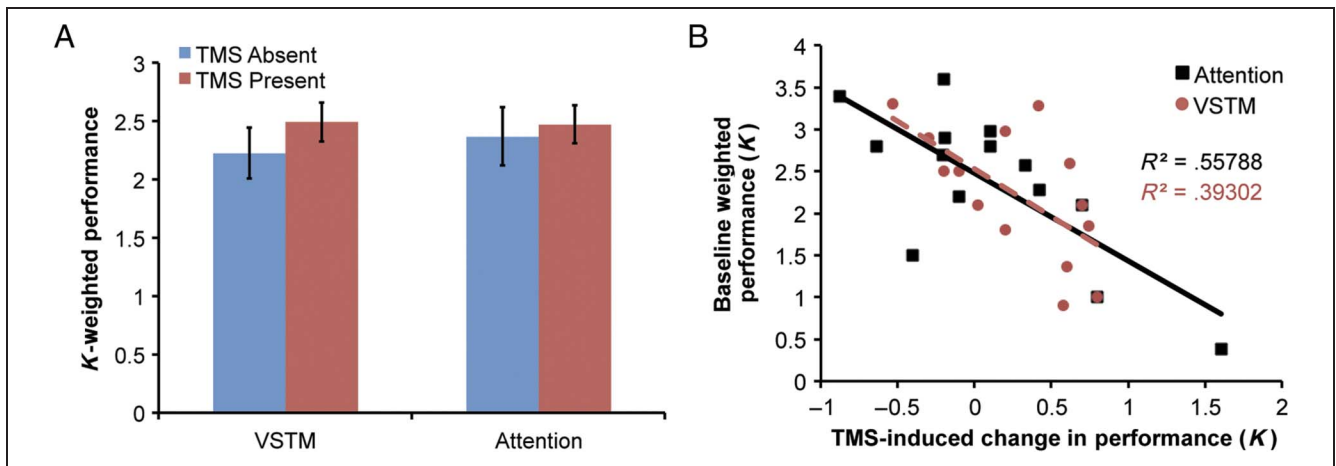 A
TMS Absent
TMS Present
K-weighted performance
3
2.5
2
1.5
1
0.5
0
VSTM
Attention
B
Attention
VSTM
R² = .55788
R² = .39302
Baseline weighted
performance (K)
4
3.5
3
2.5
2
1.5
1
0.5
0
−1
−0.5
0
0.5
1
1.5
2
TMS-induced change in performance (K)